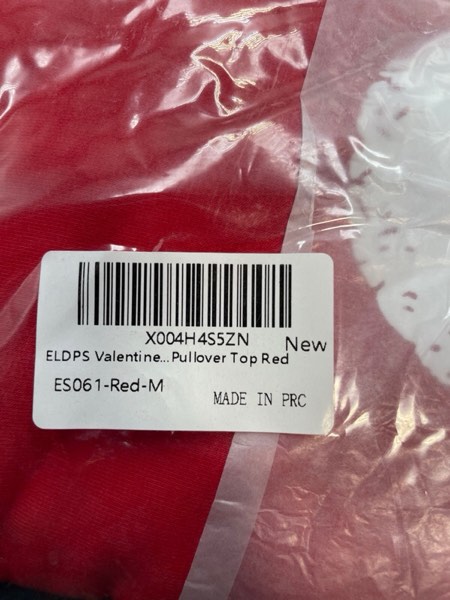 X004H4S5ZN New
ELDPS Valentine...Pullover Top Red
ES061-Red-M
MADE IN PRC